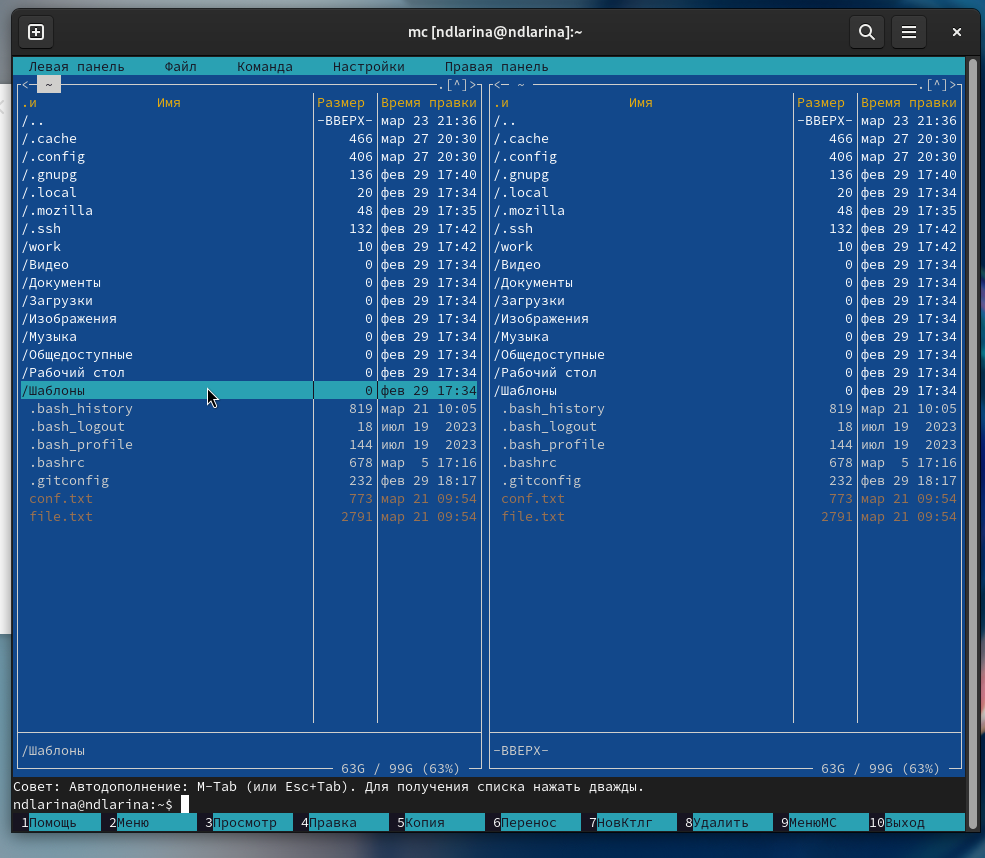 mc [ndlarina@ndlarina]:~
Левая панель Файл Команда Настройки Правая панель
<─ ~ .[^]>
.и Имя Размер Время правки
/.. -ВВЕРХ- мар 23 21:36
/.cache 466 мар 27 20:30
/.config 406 мар 27 20:30
/.gnupg 136 фев 29 17:40
/.local 20 фев 29 17:34
/.mozilla 48 фев 29 17:35
/.ssh 132 фев 29 17:42
/work 10 фев 29 17:42
/Видео 0 фев 29 17:34
/Документы 0 фев 29 17:34
/Загрузки 0 фев 29 17:34
/Изображения 0 фев 29 17:34
/Музыка 0 фев 29 17:34
/Общедоступные 0 фев 29 17:34
/Рабочий стол 0 фев 29 17:34
/Шаблоны 0 фев 29 17:34
.bash_history 819 мар 21 10:05
.bash_logout 18 июл 19 2023
.bash_profile 144 июл 19 2023
.bashrc 678 мар 5 17:16
.gitconfig 232 фев 29 18:17
conf.txt 773 мар 21 09:54
file.txt 2791 мар 21 09:54
/Шаблоны
63G / 99G (63%)
<─ ~ .[^]>
.и Имя Размер Время правки
/.. -ВВЕРХ- мар 23 21:36
/.cache 466 мар 27 20:30
/.config 406 мар 27 20:30
/.gnupg 136 фев 29 17:40
/.local 20 фев 29 17:34
/.mozilla 48 фев 29 17:35
/.ssh 132 фев 29 17:42
/work 10 фев 29 17:42
/Видео 0 фев 29 17:34
/Документы 0 фев 29 17:34
/Загрузки 0 фев 29 17:34
/Изображения 0 фев 29 17:34
/Музыка 0 фев 29 17:34
/Общедоступные 0 фев 29 17:34
/Рабочий стол 0 фев 29 17:34
/Шаблоны 0 фев 29 17:34
.bash_history 819 мар 21 10:05
.bash_logout 18 июл 19 2023
.bash_profile 144 июл 19 2023
.bashrc 678 мар 5 17:16
.gitconfig 232 фев 29 18:17
conf.txt 773 мар 21 09:54
file.txt 2791 мар 21 09:54
-ВВЕРХ-
63G / 99G (63%)
Совет: Автодополнение: M-Tab (или Esc+Tab). Для получения списка нажать дважды.
ndlarina@ndlarina:~$
1Помощь 2Меню 3Просмотр 4Правка 5Копия 6Перенос 7НовКтлг 8Удалить 9МенюМС 10Выход